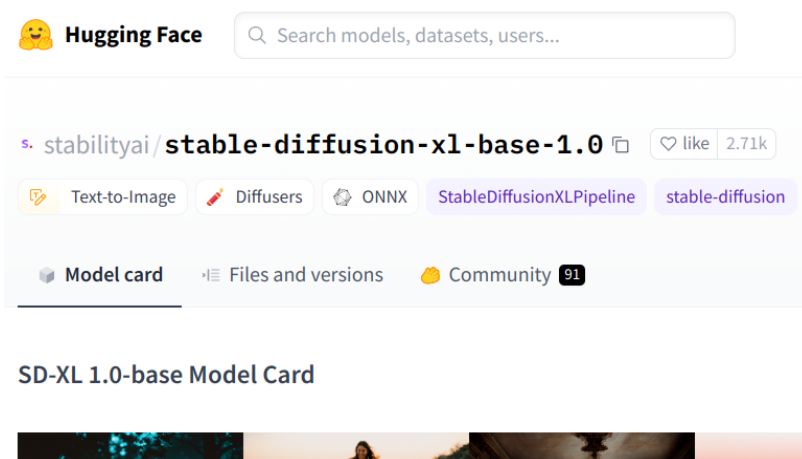 Hugging Face Search models, datasets, users...
s. stabilityai/stable-diffusion-xl-base-1.0 like 2.71k
Text-to-Image Diffusers ONNX StableDiffusionXLPipeline stable-diffusion
Model card Files and versions Community 91
SD-XL 1.0-base Model Card